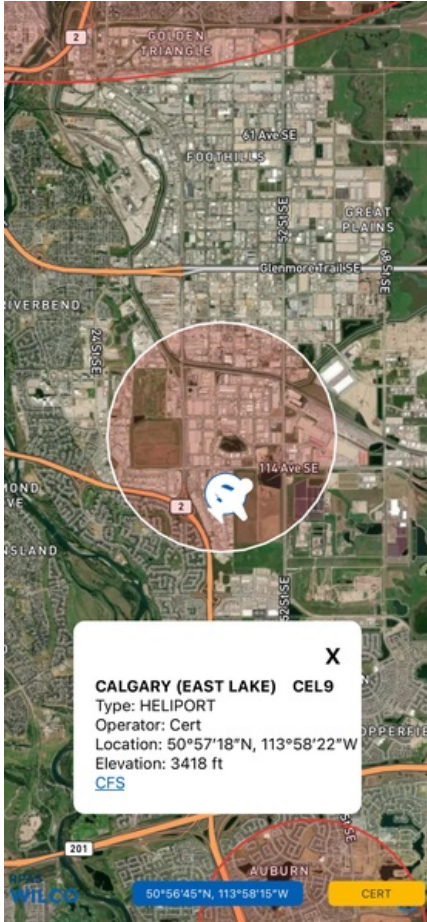 2
GOLDEN
TRIANGLE
61 Ave SE
FOOTHILLS
52 St SE
GREAT
PLAINS
68 St SE
Glenmore Trail SE
RIVERBEND
24 St SE
114 Ave SE
MOND
VE
2
NSLAND
52 St SE
X
CALGARY (EAST LAKE) CEL9
Type: HELIPORT
Operator: Cert
Location: 50°57'18"N, 113°58'22"W
Elevation: 3418 ft
CFS
N
OPPERFIE
St SE
201
AUBURN
RPAS
WILCO
50°56'45"N, 113°58'15"W
CERT